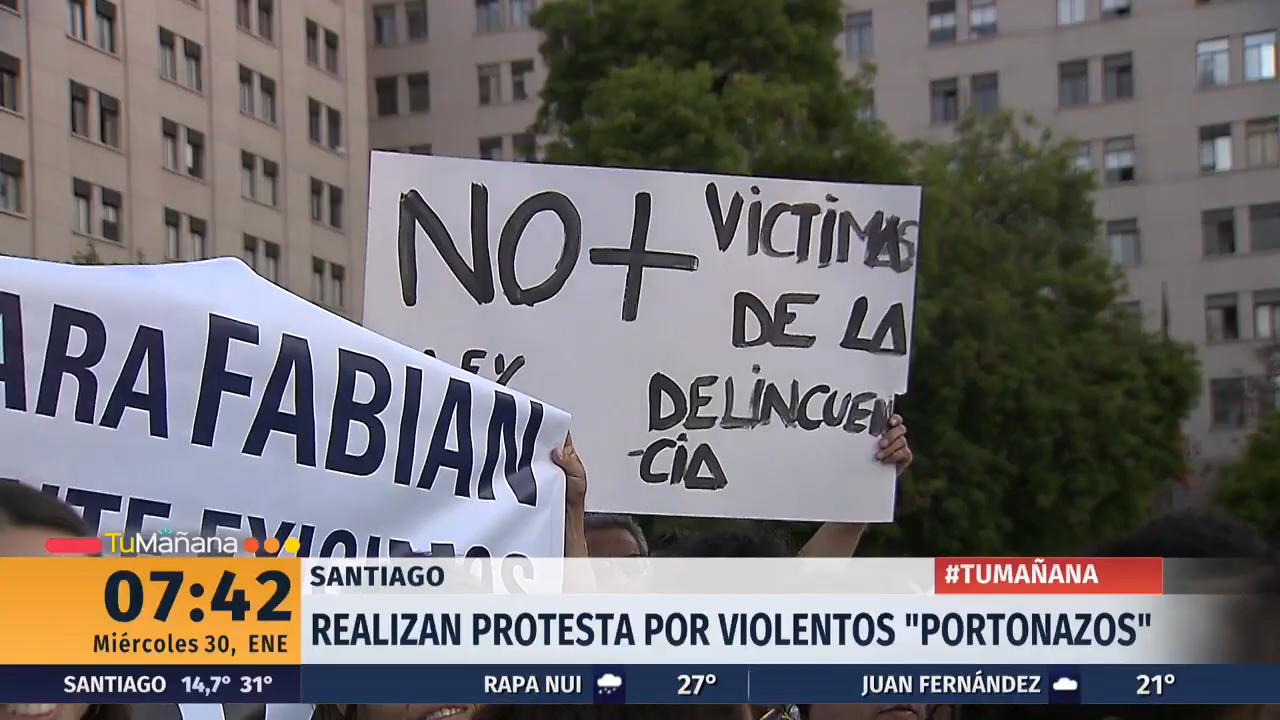 NO + VICTIMAS
DE LA
DELINCUEN
-CIA
ARA FABIAN
TuMañana
07:42
Miércoles 30, ENE
SANTIAGO
#TUMAÑANA
REALIZAN PROTESTA POR VIOLENTOS "PORTONAZOS"
SANTIAGO 14,7° 31°
RAPA NUI 27°
JUAN FERNÁNDEZ 21°